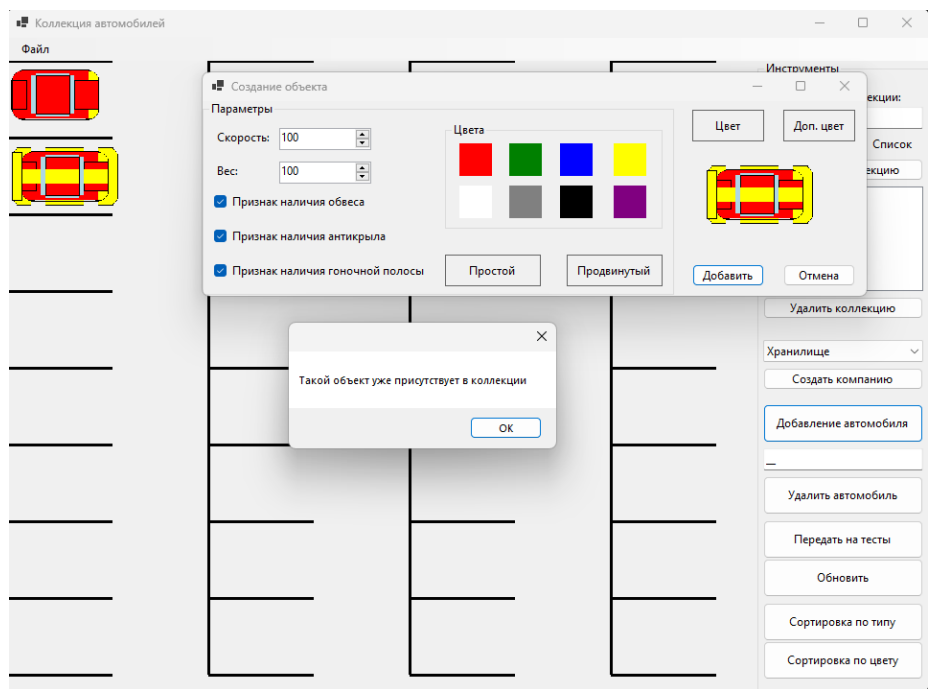 Коллекция автомобилей
Файл
Инструменты
екции:
Список
екцию
Удалить коллекцию
Хранилище
Создать компанию
Добавление автомобиля
Удалить автомобиль
Передать на тесты
Обновить
Сортировка по типу
Сортировка по цвету
Создание объекта
Параметры
Скорость: 100
Вес: 100
Признак наличия обвеса
Признак наличия антикрыла
Признак наличия гоночной полосы
Цвета
Простой
Продвинутый
Цвет
Доп. цвет
Добавить
Отмена
Такой объект уже присутствует в коллекции
ОК